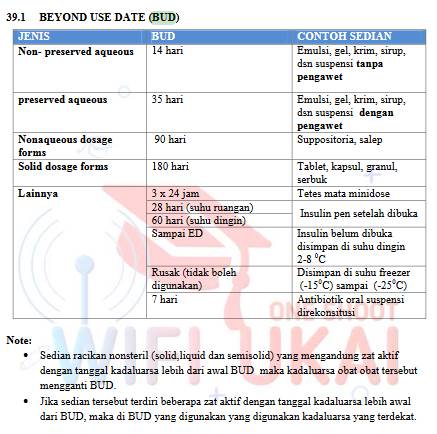 39.1 BEYOND USE DATE (BUD)
JENIS BUD CONTOH SEDIAN
Non- preserved aqueous 14 hari Emulsi, gel, krim, sirup,
dsn suspensi tanpa
pengawet
preserved aqueous 35 hari Emulsi, gel, krim, sirup,
dsn suspensi dengan
pengawet
Nonaqueous dosage 90 hari Suppositoria, salep
forms
Solid dosage forms 180 hari Tablet, kapsul, granul,
serbuk
Lainnya 3 x 24 jam Tetes mata minidose
28 hari (suhu ruangan) Insulin pen setelah dibuka
60 hari (suhu dingin)
Sampai ED Insulin belum dibuka
disimpan di suhu dingin
2-8 ⁰C
Rusak (tidak boleh Disimpan di suhu freezer
digunakan) (-15⁰C) sampai (-25⁰C)
7 hari Antibiotik oral suspensi
direkonsitusi
Note:
• Sedian racikan nonsteril (solid,liquid dan semisolid) yang mengandung zat aktif
dengan tanggal kadaluarsa lebih dari awal BUD maka kadaluarsa obat obat tersebut
mengganti BUD.
• Jika sedian tersebut terdiri beberapa zat aktif dengan tanggal kadaluarsa lebih awal
dari BUD, maka di BUD yang digunakan yang digunakan kadaluarsa yang terdekat.
ONE SHOOT
WIFI UKAI